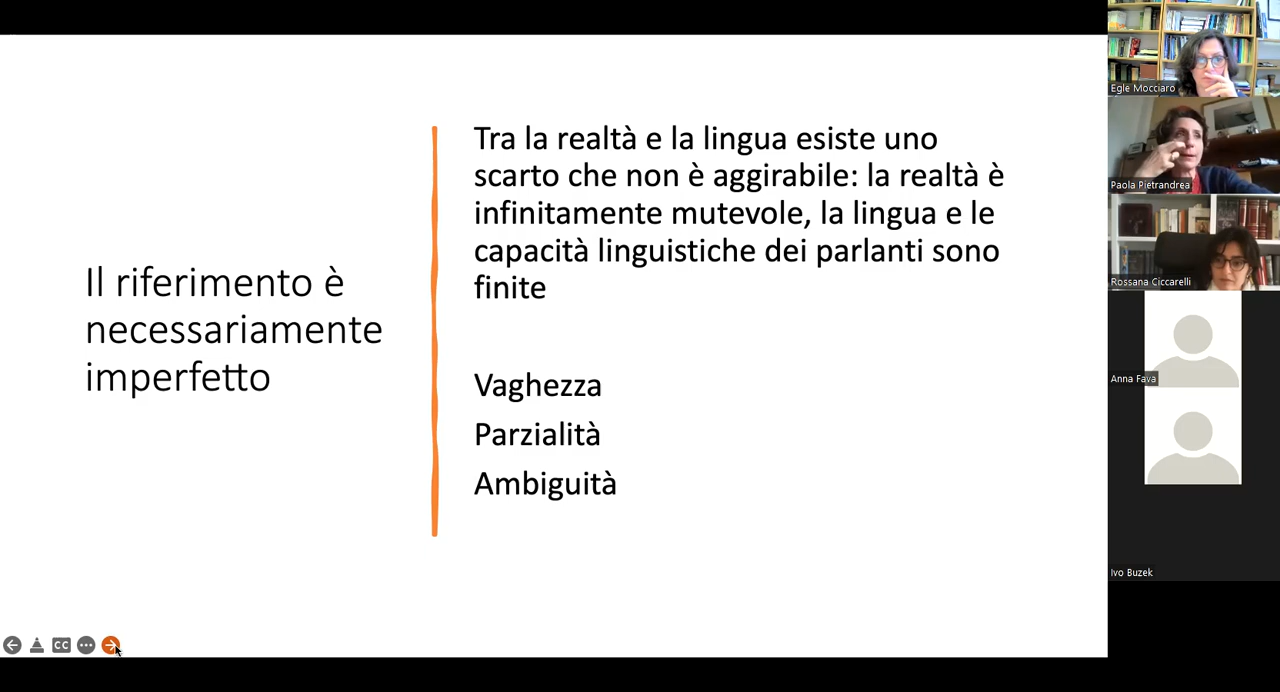 Il riferimento è
necessariamente
imperfetto
Tra la realtà e la lingua esiste uno
scarto che non è aggirabile: la realtà è
infinitamente mutevole, la lingua e le
capacità linguistiche dei parlanti sono
finite
Vaghezza
Parzialità
Ambiguità
CC
Egle Mocciaro
Paola Pietrandrea
Rossana Ciccarelli
Anna Fava
Ivo Buzek